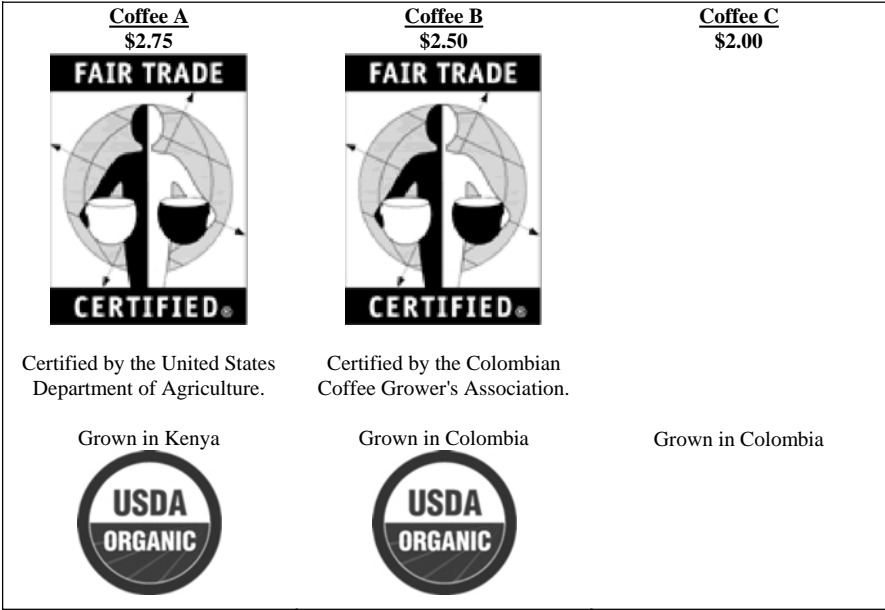 Coffee A
$2.75
FAIR TRADE
CERTIFIED®
Certified by the United States
Department of Agriculture.
Grown in Kenya
USDA
ORGANIC
Coffee B
$2.50
FAIR TRADE
CERTIFIED®
Certified by the Colombian
Coffee Grower's Association.
Grown in Colombia
USDA
ORGANIC
Coffee C
$2.00
Grown in Colombia